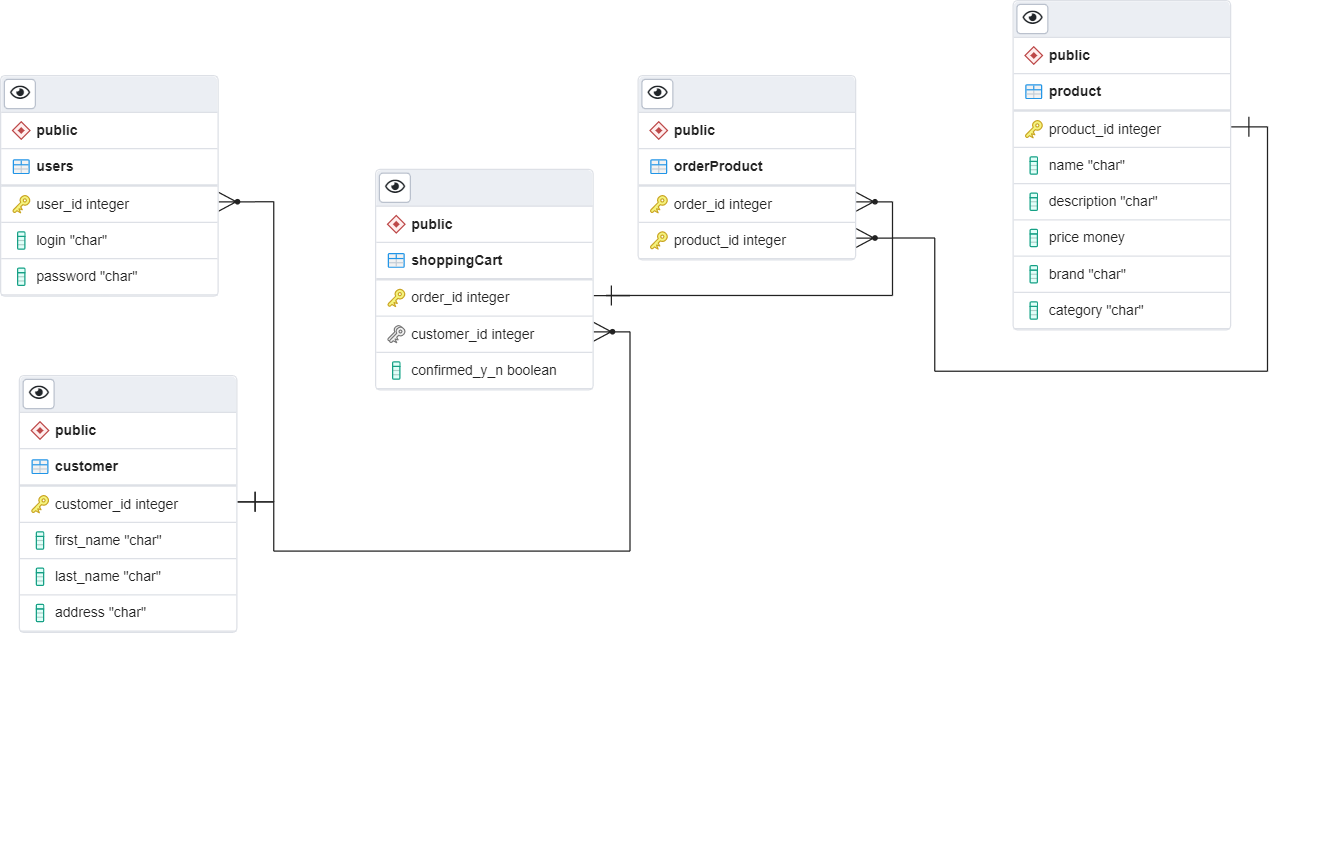 public
users
user_id integer
login "char"
password "char"
public
customer
customer_id integer
first_name "char"
last_name "char"
address "char"
public
shoppingCart
order_id integer
customer_id integer
confirmed_y_n boolean
public
orderProduct
order_id integer
product_id integer
public
product
product_id integer
name "char"
description "char"
price money
brand "char"
category "char"